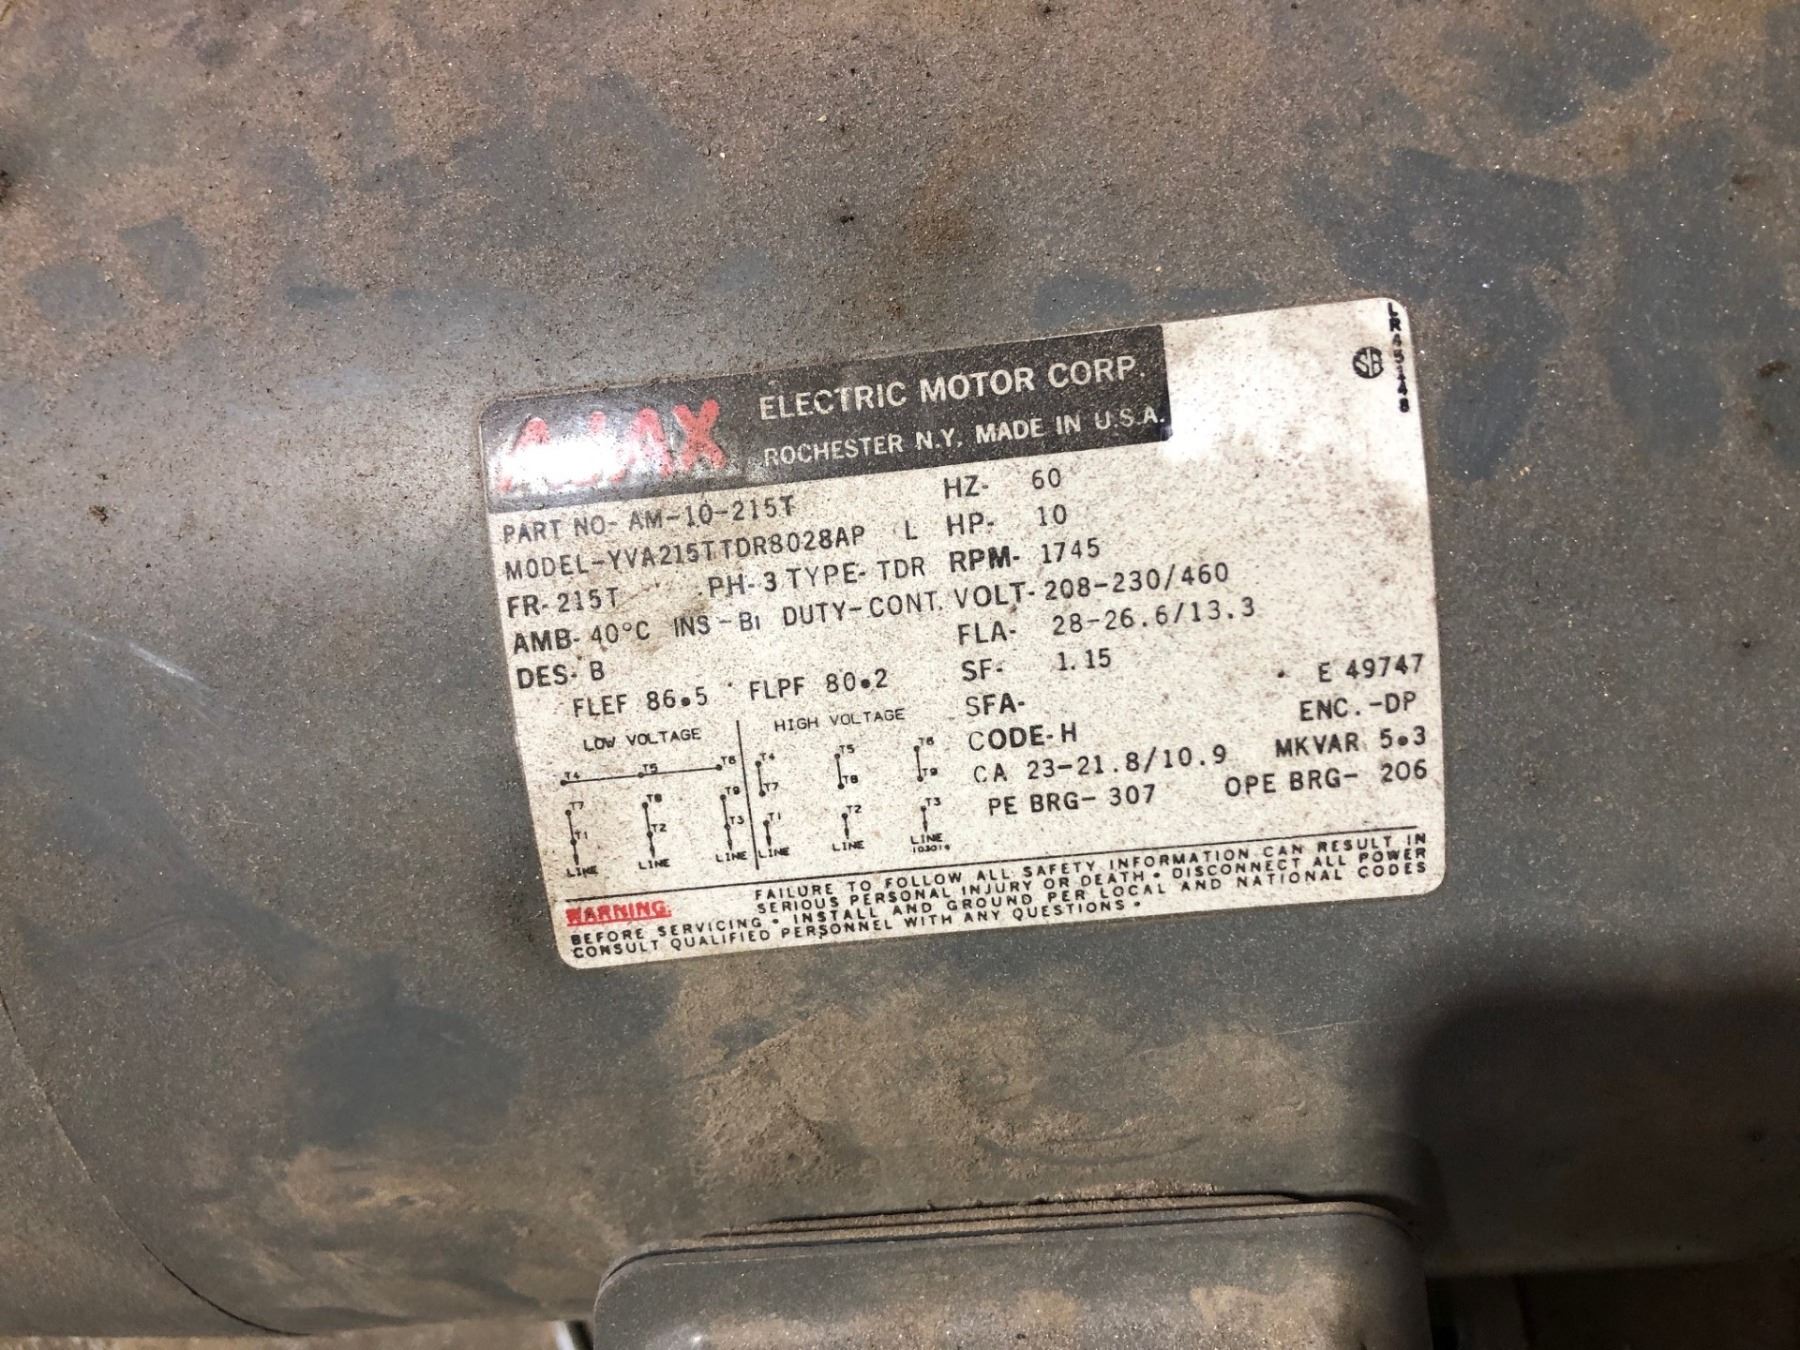 AJAX ELECTRIC MOTOR CORP.
ROCHESTER N.Y. MADE IN U.S.A.
SA
PART NO- AM-10-215T HZ- 60
MODEL-YVA215TTDR8028AP L HP- 10
FR- 215T PH- 3 TYPE- TDR RPM- 1745
AMB- 40°C INS-B1 DUTY-CONT. VOLT- 208-230/460
DES- B FLA- 28-26.6/13.3
FLEF 86.5 FLPF 80.2 SF- 1.15 E 49747
SFA- ENC.-DP
CODE-H MKVAR 5.3
CA 23-21.8/10.9 OPE BRG- 206
PE BRG- 307
LOW VOLTAGE HIGH VOLTAGE
T4 T5 T6 T4 T5 T6
T7 T8 T9 T7 T8 T9
T1 T2 T3 T1 T2 T3
LINE LINE LINE LINE LINE LINE
WARNING: FAILURE TO FOLLOW ALL SAFETY INFORMATION CAN RESULT IN
SERIOUS PERSONAL INJURY OR DEATH • DISCONNECT ALL POWER
BEFORE SERVICING • INSTALL AND GROUND PER LOCAL AND NATIONAL CODES
CONSULT QUALIFIED PERSONNEL WITH ANY QUESTIONS •